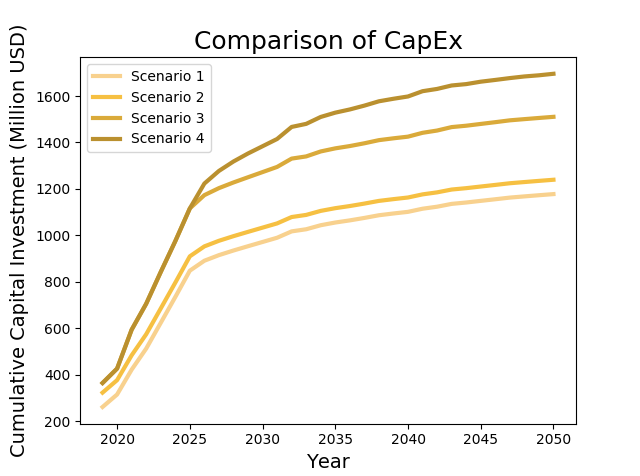 Comparison of CapEx
Cumulative Capital Investment (Million USD)
1600
1400
1200
1000
800
600
400
200
Scenario 1
Scenario 2
Scenario 3
Scenario 4
2020 2025 2030 2035 2040 2045 2050
Year